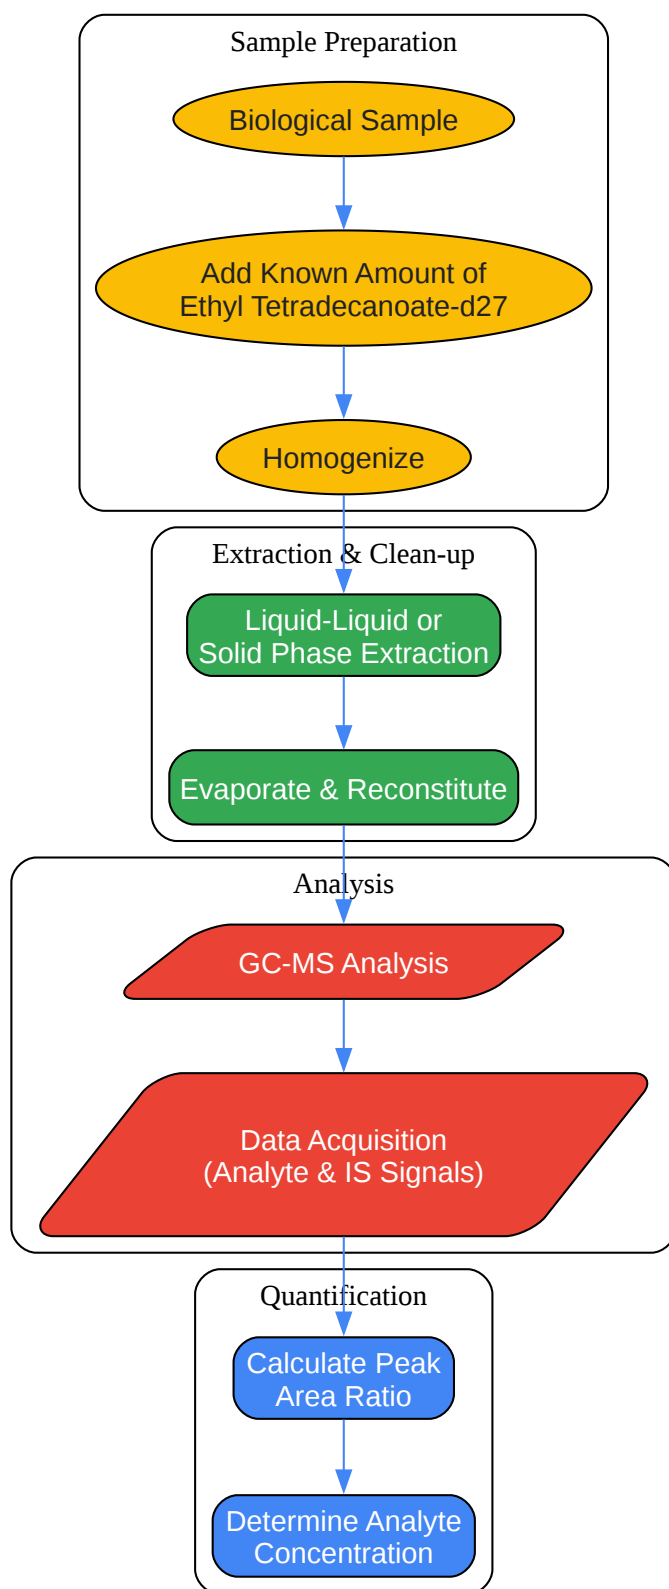 Sample Preparation
Biological Sample
Add Known Amount of
Ethyl Tetradecanoate-d27
Homogenize
Extraction & Clean-up
Liquid-Liquid or
Solid Phase Extraction
Evaporate & Reconstitute
Analysis
GC-MS Analysis
Data Acquisition
(Analyte & IS Signals)
Quantification
Calculate Peak
Area Ratio
Determine Analyte
Concentration